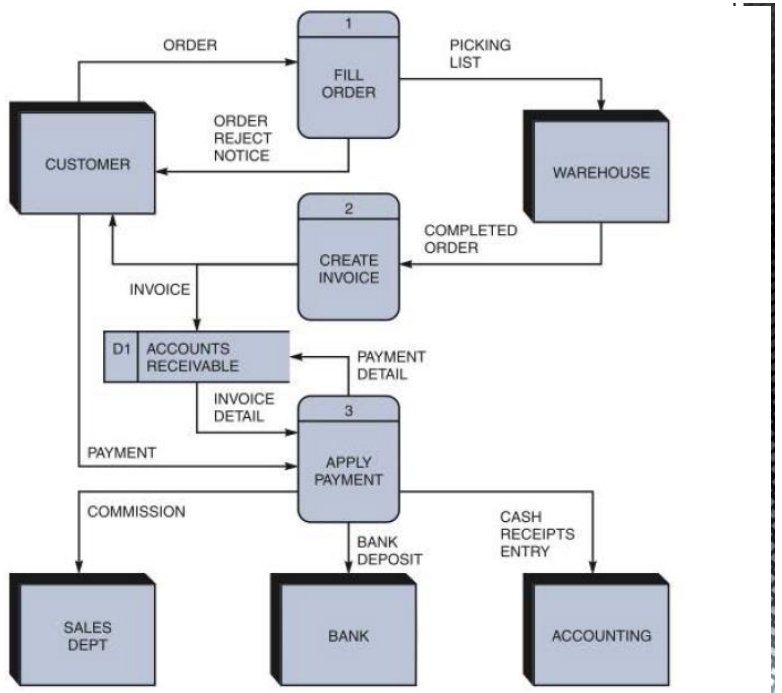 1
ORDER
PICKING
LIST
FILL
ORDER
ORDER
REJECT
NOTICE
CUSTOMER
WAREHOUSE
2
COMPLETED
ORDER
CREATE
INVOICE
INVOICE
D1
ACCOUNTS
RECEIVABLE
PAYMENT
DETAIL
INVOICE
DETAIL
3
PAYMENT
APPLY
PAYMENT
COMMISSION
CASH
RECEIPTS
ENTRY
BANK
DEPOSIT
SALES
DEPT
BANK
ACCOUNTING